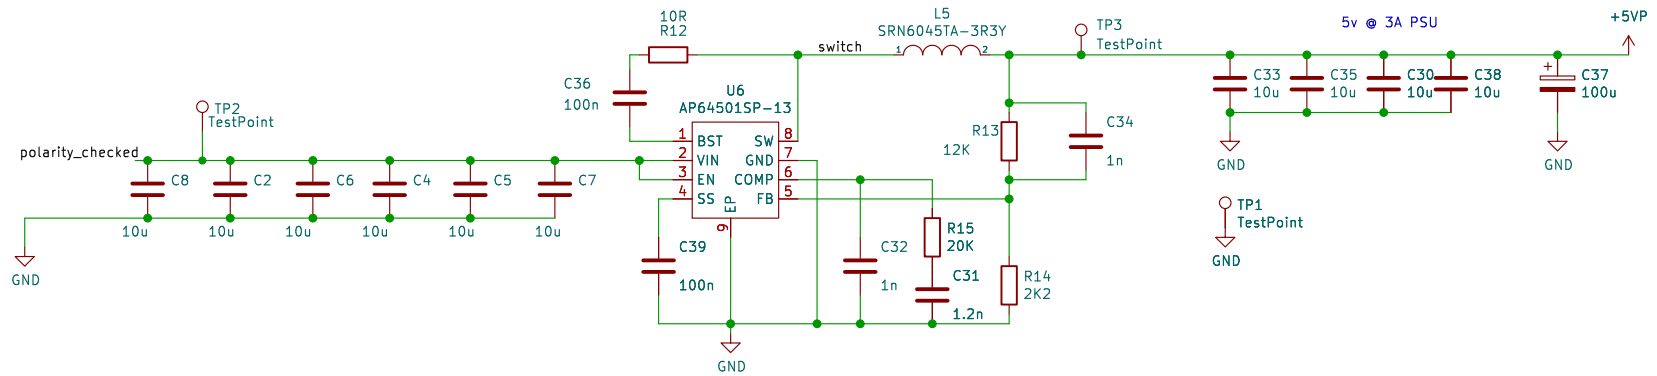 10R
R12
L5
SRN6045TA-3R3Y
switch
1
2
TP3
TestPoint
5v @ 3A PSU
+5VP
C36
100n
U6
AP64501SP-13
C33
10u
C35
10u
C30
10u
C38
10u
+
C37
100u
TP2
TestPoint
polarity_checked
1
BST
SW
8
2
VIN
GND
7
3
EN
COMP
6
4
SS
FB
5
EP
9
R13
12K
C34
1n
GND
GND
C8
C2
C6
C4
C5
C7
10u
10u
10u
10u
10u
10u
TP1
TestPoint
GND
GND
C39
100n
C32
1n
R15
20K
C31
1.2n
R14
2K2
GND